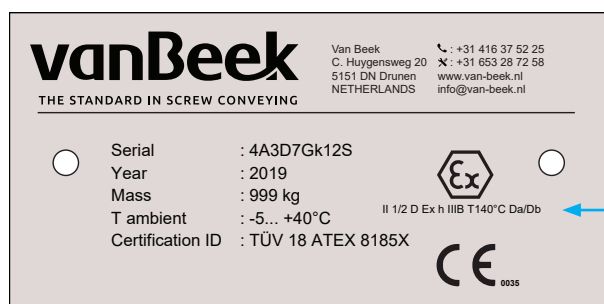 vanBeek
THE STANDARD IN SCREW CONVEYING
Van Beek
C. Huygensweg 20
5151 DN Drunen
NETHERLANDS
: +31 416 37 52 25
: +31 653 28 72 58
www.van-beek.nl
info@van-beek.nl
Serial : 4A3D7Gk12S
Year : 2019
Mass : 999 kg
T ambient : -5... +40°C
Certification ID : TÜV 18 ATEX 8185X
Ex
II 1/2 D Ex h IIIB T140°C Da/Db
CE
0035